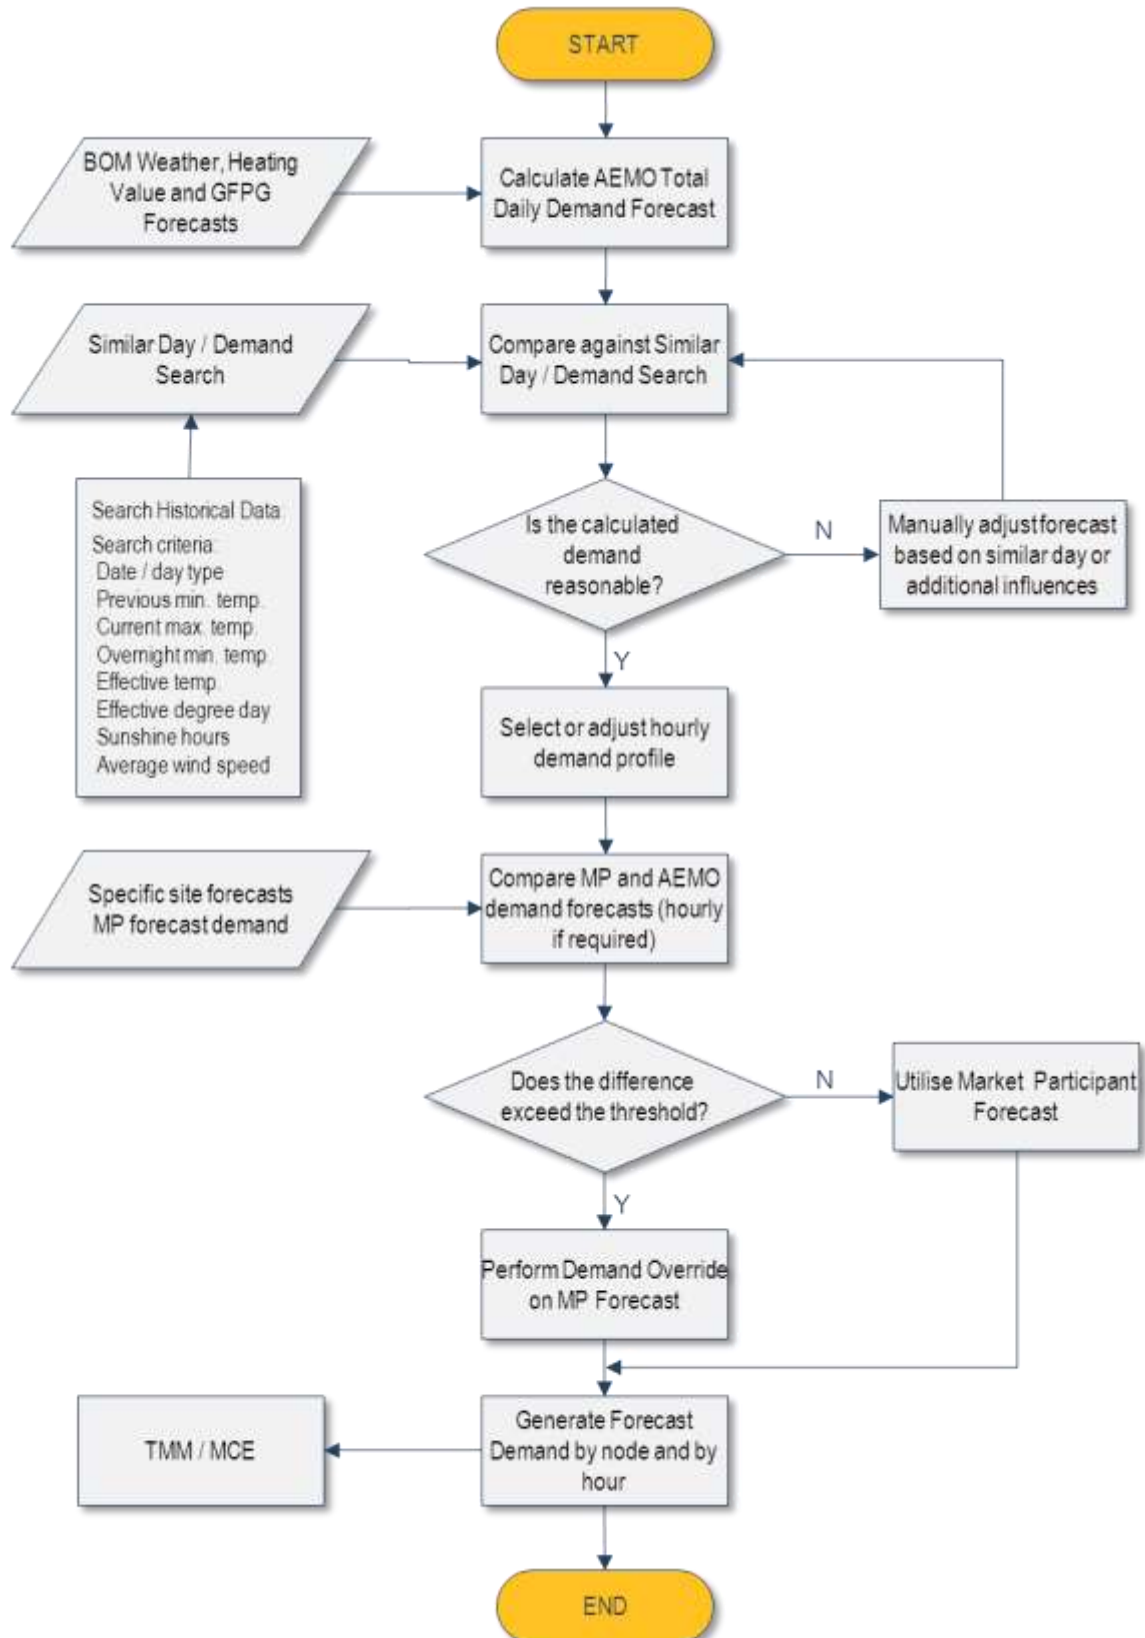 START
BOM Weather, Heating
Value and GFPG
Forecasts
Calculate AEMO Total
Daily Demand Forecast
Similar Day / Demand
Search
Compare against Similar
Day / Demand Search
Search Historical Data
Search criteria:
Date / day type
Previous min. temp.
Current max. temp.
Overnight min. temp.
Effective temp.
Effective degree day
Sunshine hours
Average wind speed
Is the calculated
demand
reasonable?
N
Manually adjust forecast
based on similar day or
additional influences
Y
Select or adjust hourly
demand profile
Specific site forecasts
MP forecast demand
Compare MP and AEMO
demand forecasts (hourly
if required)
Does the difference
exceed the threshold?
N
Utilise Market Participant
Forecast
Y
Perform Demand Override
on MP Forecast
TMM / MCE
Generate Forecast
Demand by node and by
hour
END